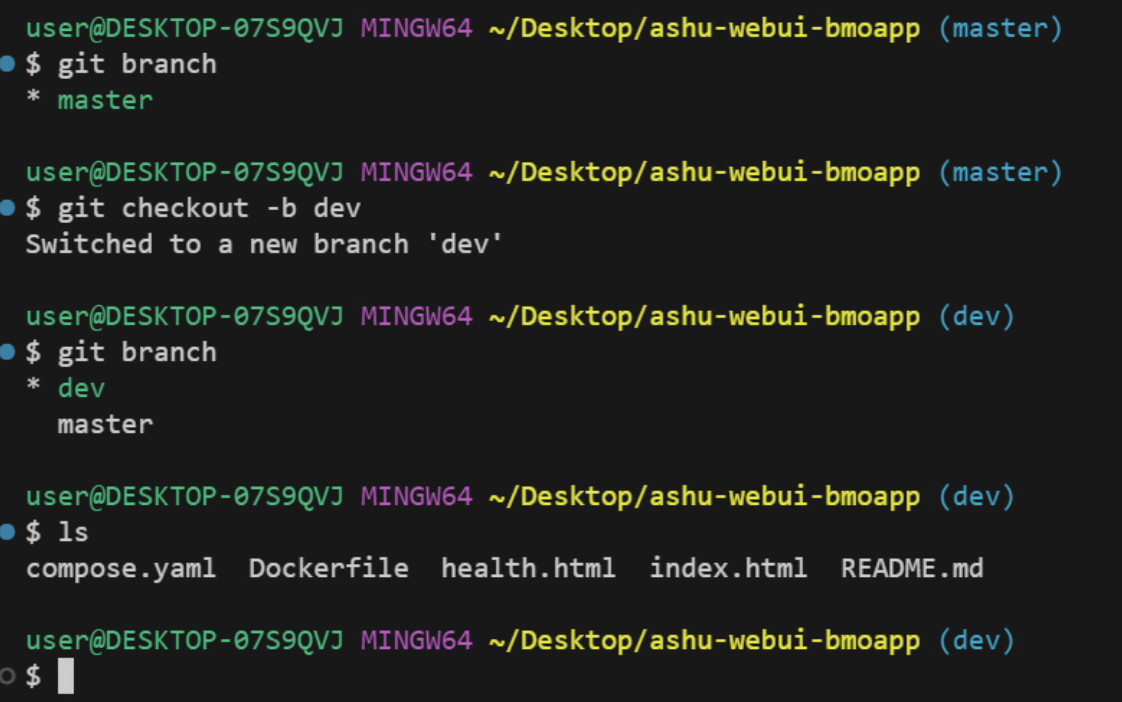 user@DESKTOP-07S9QVJ MINGW64 ~/Desktop/ashu-webui-bmoapp (master)
$ git branch
* master
user@DESKTOP-07S9QVJ MINGW64 ~/Desktop/ashu-webui-bmoapp (master)
$ git checkout -b dev
Switched to a new branch 'dev'
user@DESKTOP-07S9QVJ MINGW64 ~/Desktop/ashu-webui-bmoapp (dev)
$ git branch
* dev
  master
user@DESKTOP-07S9QVJ MINGW64 ~/Desktop/ashu-webui-bmoapp (dev)
$ ls
compose.yaml  Dockerfile  health.html  index.html  README.md
user@DESKTOP-07S9QVJ MINGW64 ~/Desktop/ashu-webui-bmoapp (dev)
$